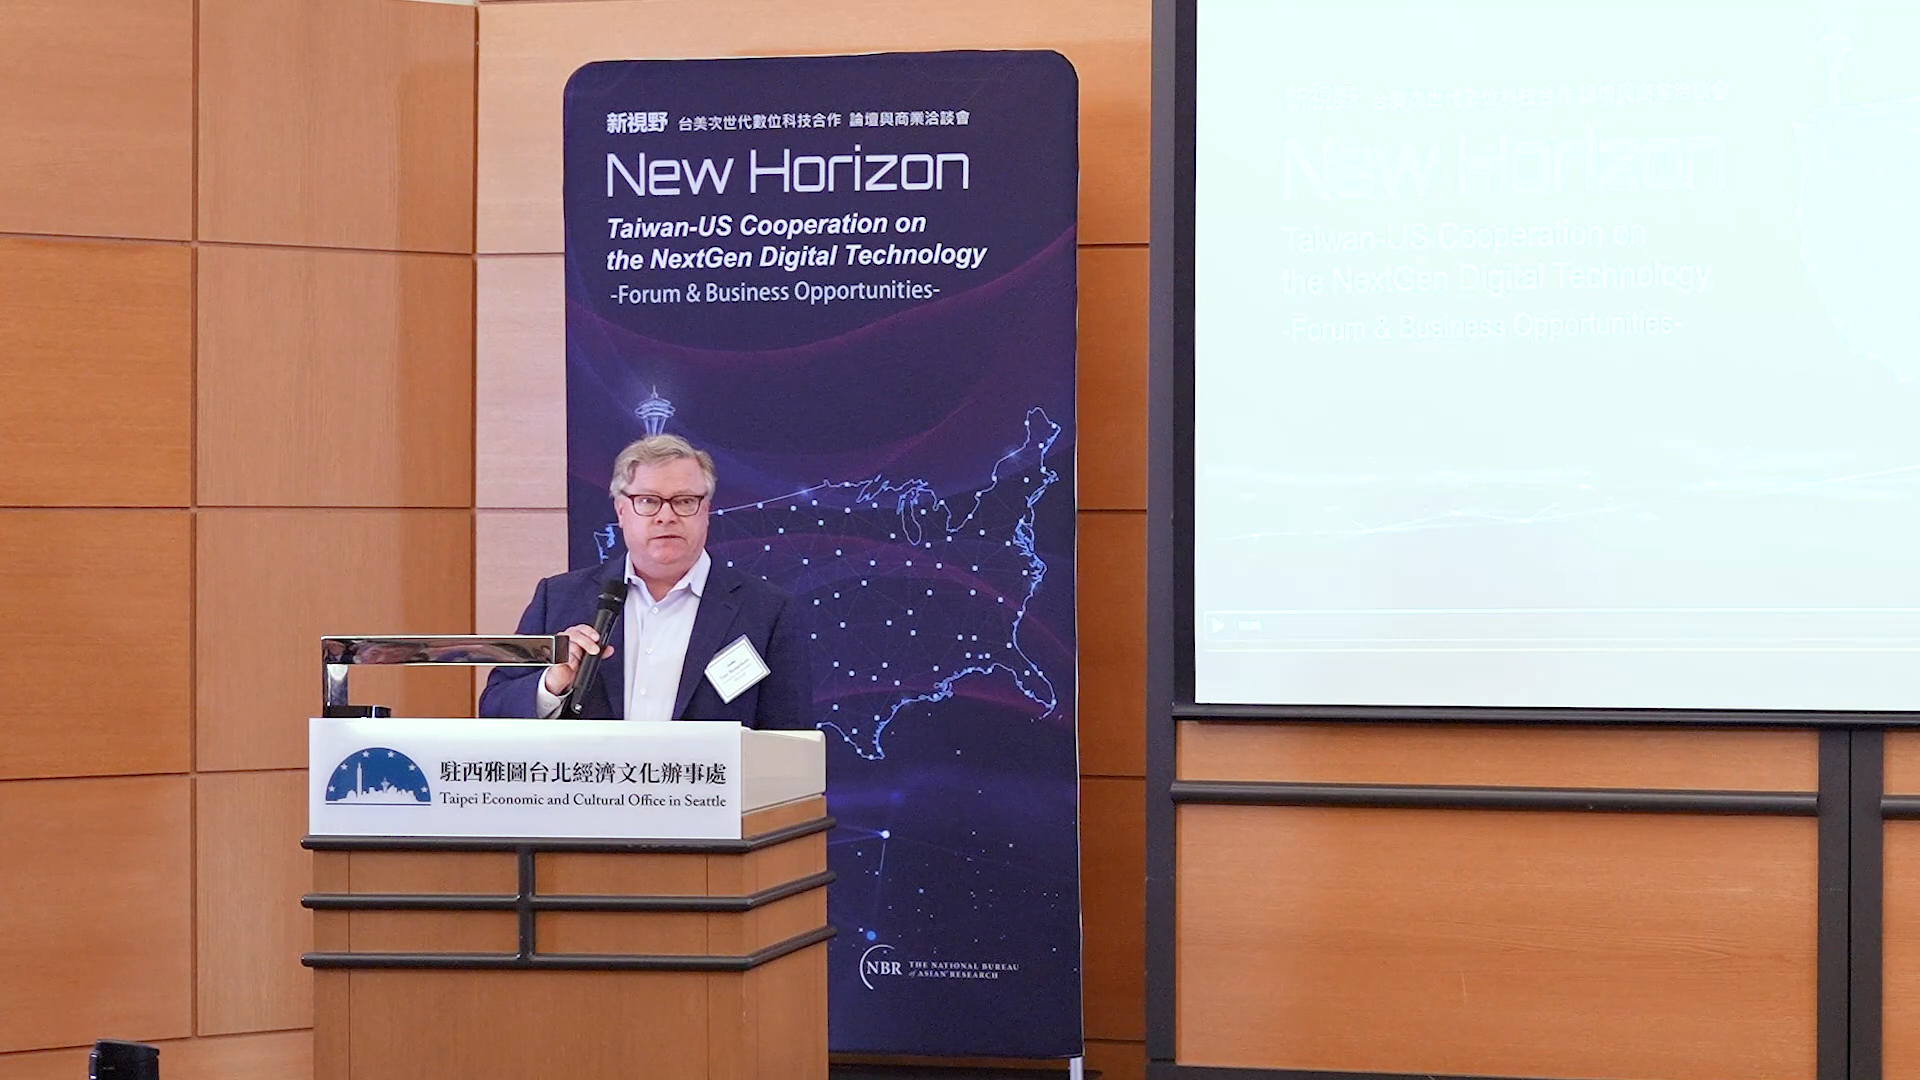 新視野 台美次世代數位科技合作 論壇與商業洽談會
New Horizon
Taiwan-US Cooperation on
the NextGen Digital Technology
-Forum & Business Opportunities-
New Horizon
Taiwan-US Cooperation on
the NextGen Digital Technology
-Forum & Business Opportunities-
駐西雅圖台北經濟文化辦事處
Taipei Economic and Cultural Office in Seattle
NBR THE NATIONAL BUREAU
of ASIAN RESEARCH